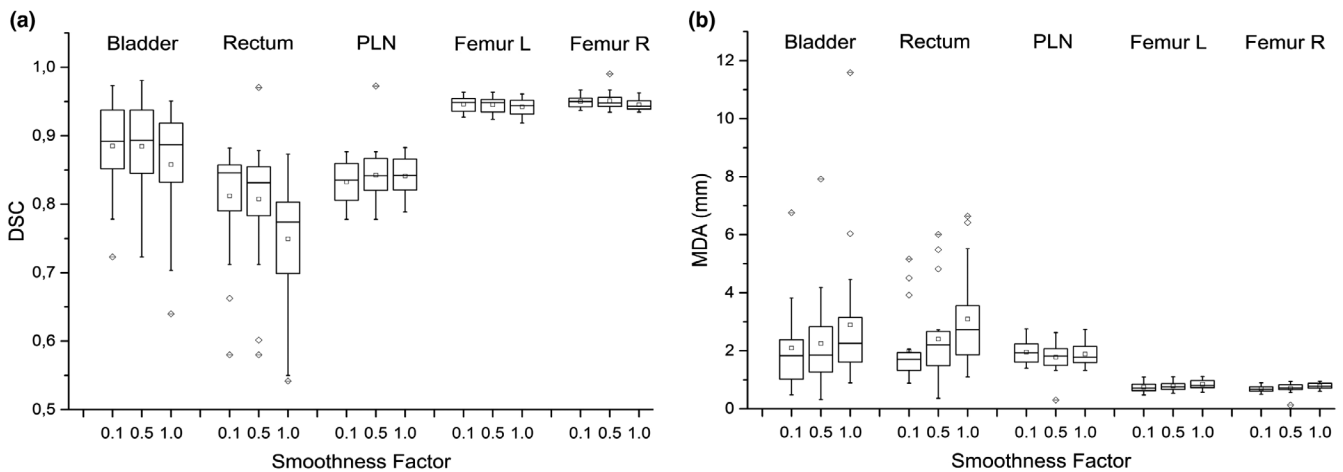 (a)
Bladder Rectum PLN Femur L Femur R
1,0
0,9
0,8
0,7
0,6
0,5
DSC
0.1 0.5 1.0 0.1 0.5 1.0 0.1 0.5 1.0 0.1 0.5 1.0 0.1 0.5 1.0
Smoothness Factor
(b)
Bladder Rectum PLN Femur L Femur R
12
10
8
6
4
2
0
MDA (mm)
0.1 0.5 1.0 0.1 0.5 1.0 0.1 0.5 1.0 0.1 0.5 1.0 0.1 0.5 1.0
Smoothness Factor